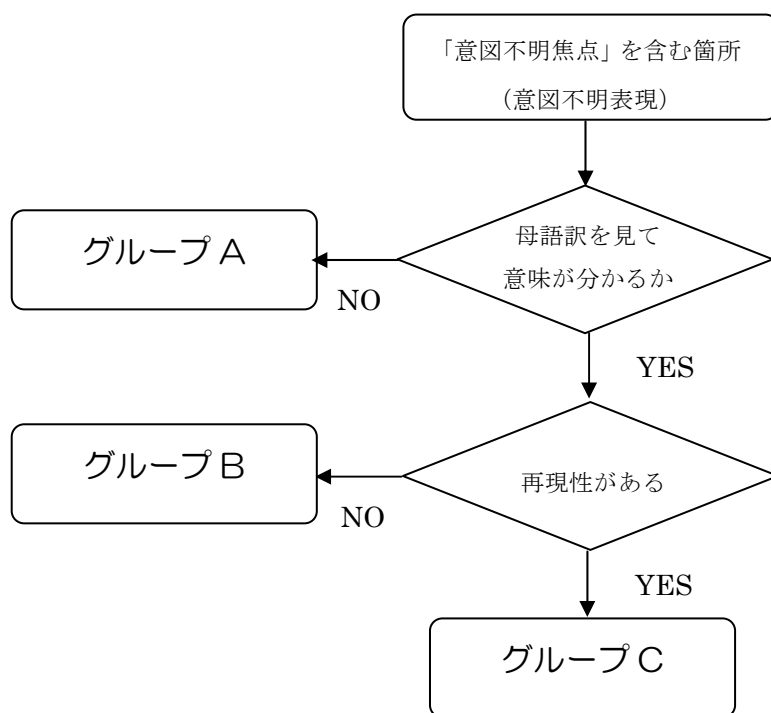 「意図不明焦点」を含む箇所
（意図不明表現）
母語訳を見て
意味が分かるか
グループA
NO
YES
再現性がある
グループB
NO
YES
グループC